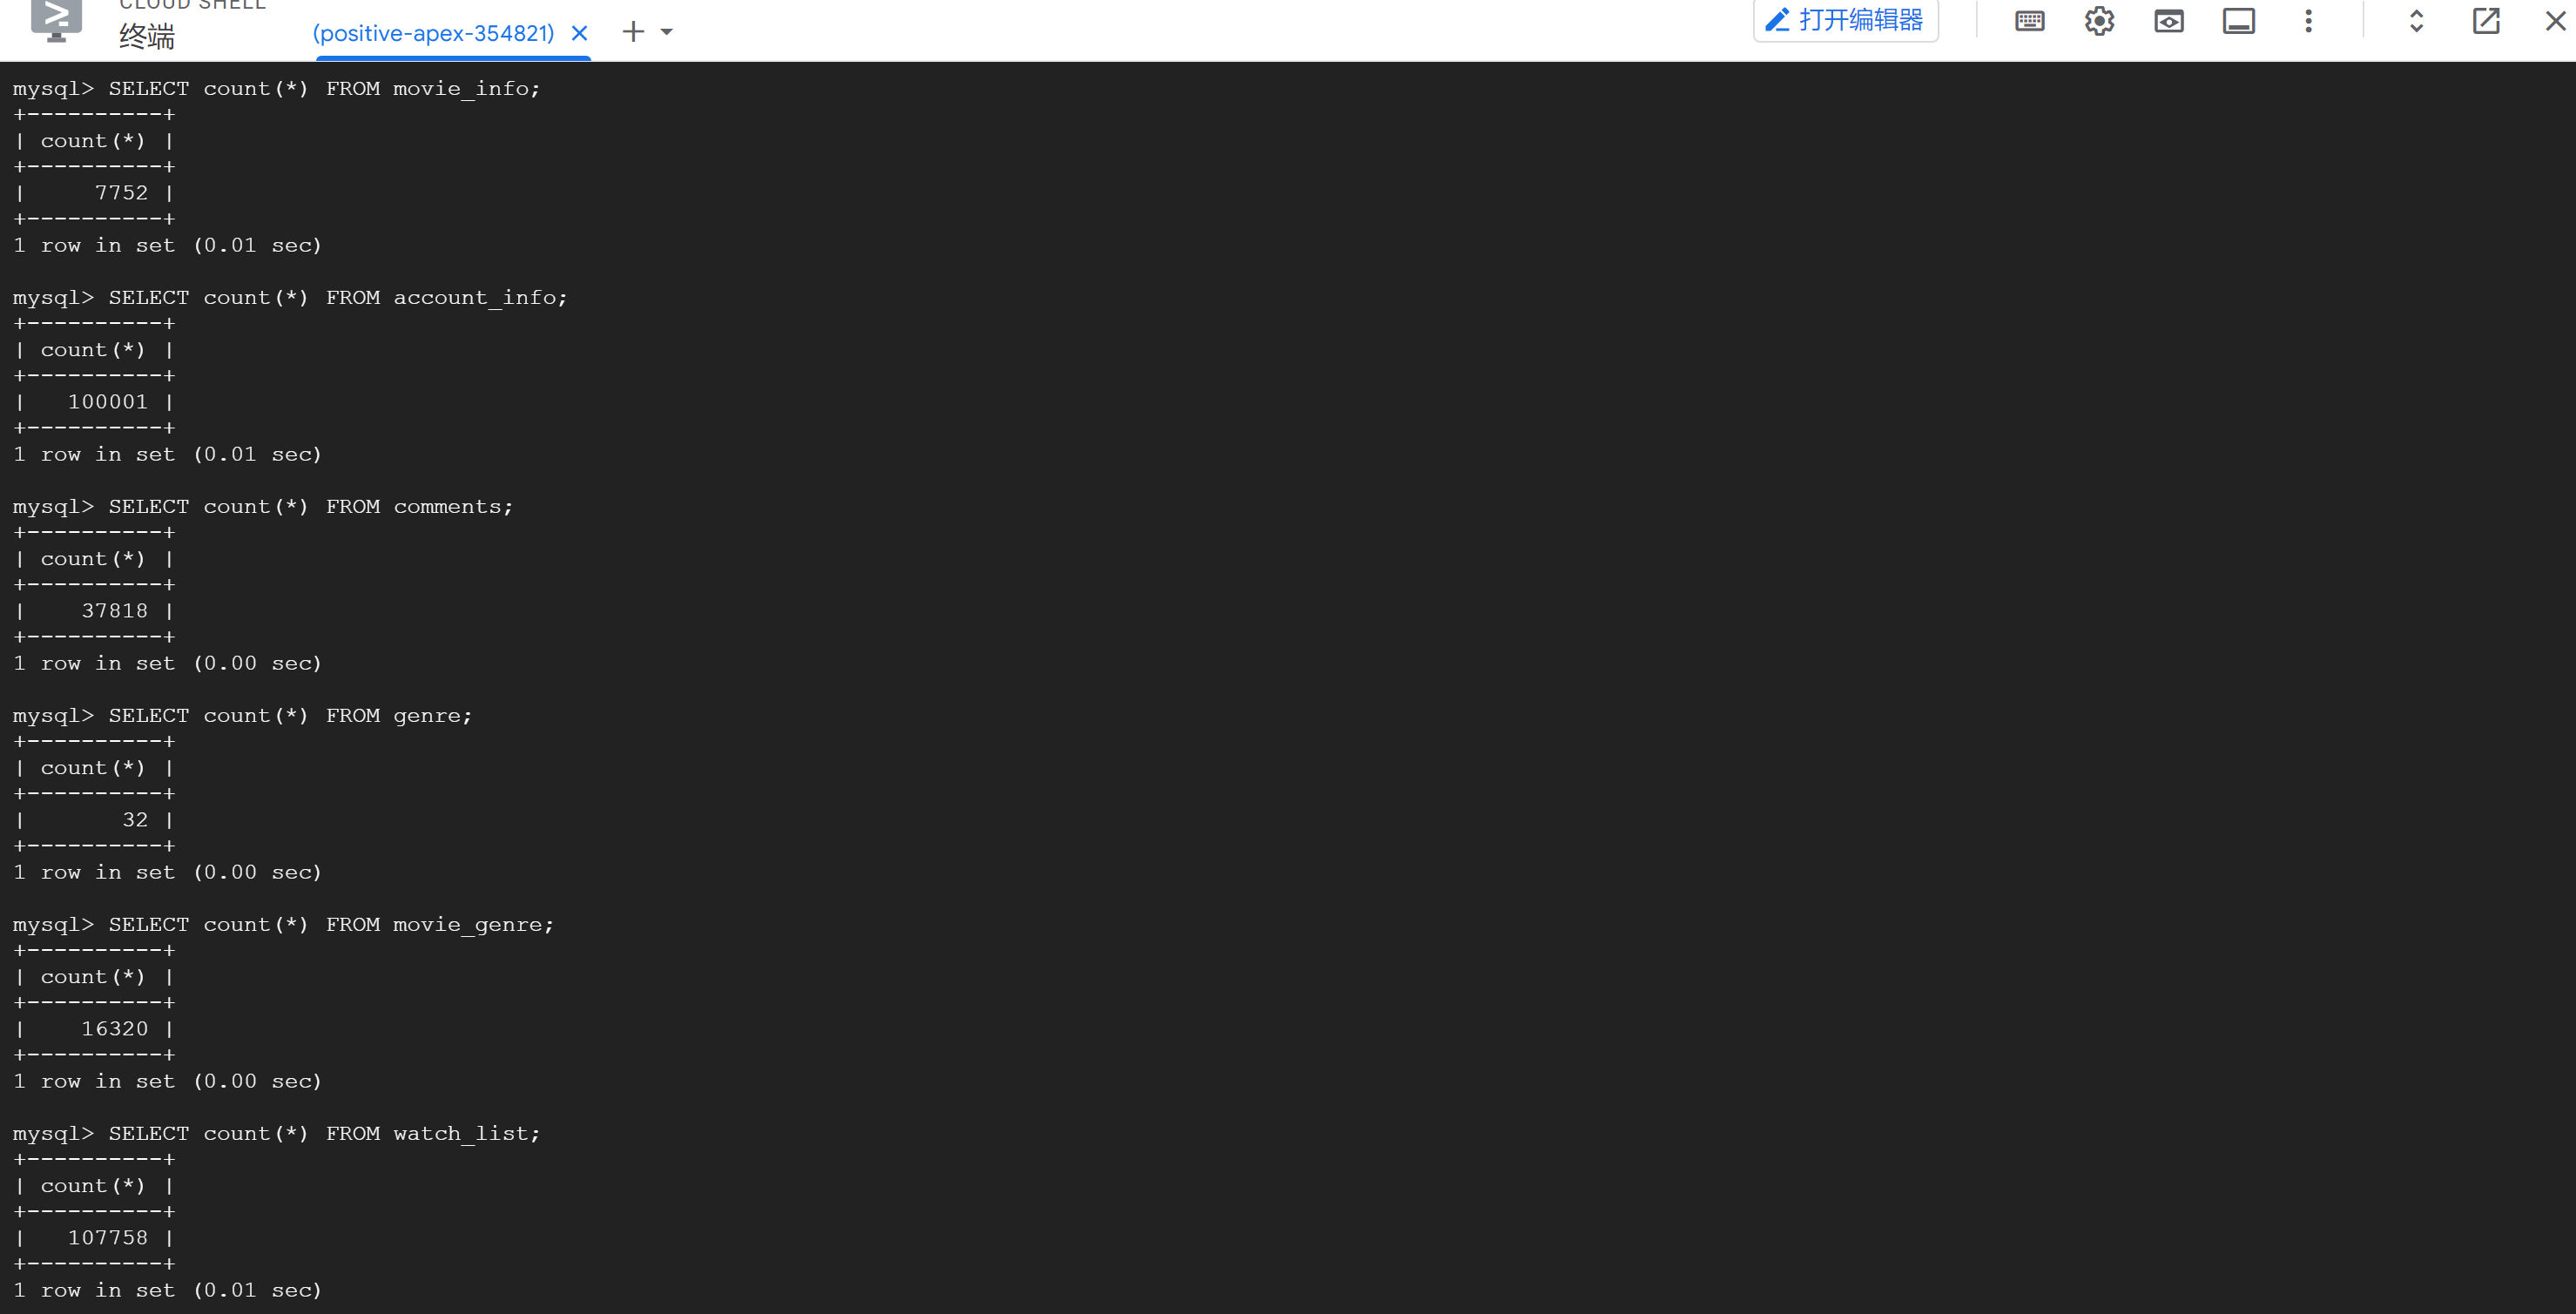 CLOUD SHELL
终端
(positive-apex-354821)
打开编辑器
mysql> SELECT count(*) FROM movie_info;
+----------+
| count(*) |
+----------+
|     7752 |
+----------+
1 row in set (0.01 sec)
mysql> SELECT count(*) FROM account_info;
+----------+
| count(*) |
+----------+
|   100001 |
+----------+
1 row in set (0.01 sec)
mysql> SELECT count(*) FROM comments;
+----------+
| count(*) |
+----------+
|    37818 |
+----------+
1 row in set (0.00 sec)
mysql> SELECT count(*) FROM genre;
+----------+
| count(*) |
+----------+
|       32 |
+----------+
1 row in set (0.00 sec)
mysql> SELECT count(*) FROM movie_genre;
+----------+
| count(*) |
+----------+
|    16320 |
+----------+
1 row in set (0.00 sec)
mysql> SELECT count(*) FROM watch_list;
+----------+
| count(*) |
+----------+
|   107758 |
+----------+
1 row in set (0.01 sec)